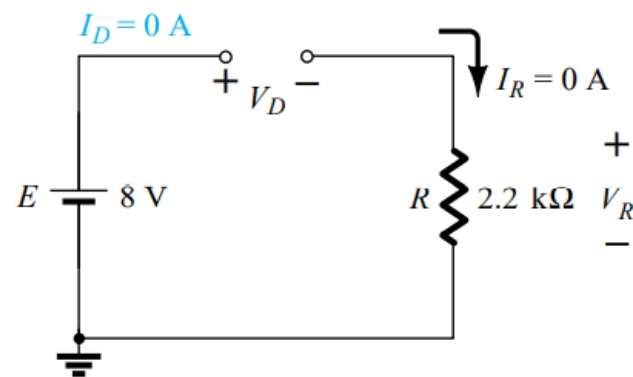 I_D = 0 A
+ V_D −
I_R = 0 A
E 8 V
R 2.2 kΩ
+
V_R
−